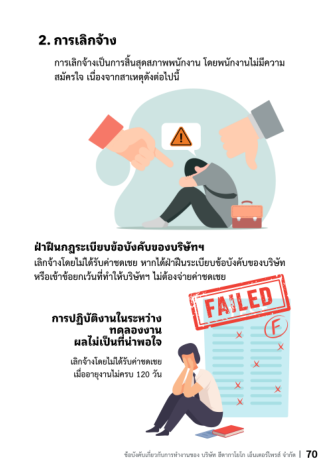 2. การเลิกจ้าง
การเลิกจ้างเป็นการสิ้นสุดสภาพพนักงาน โดยพนักงานไม่มีความ
สมัครใจ เนื่องจากสาเหตุดังต่อไปนี้
ฝ่าฝืนกฎระเบียบข้อบังคับของบริษัทฯ
เลิกจ้างโดยไม่ได้รับค่าชดเชย หากได้ฝ่าฝืนระเบียบข้อบังคับของบริษัท
หรือเข้าข้อยกเว้นที่ทำให้บริษัทฯ ไม่ต้องจ่ายค่าชดเชย
FAILED
F
การปฏิบัติงานในระหว่าง
ทดลองงาน
ผลไม่เป็นที่น่าพอใจ
เลิกจ้างโดยไม่ได้รับค่าชดเชย
เมื่ออายุงานไม่ครบ 120 วัน
ข้อบังคับเกี่ยวกับการทำงานของ บริษัท ฮิตากาโยโก เอ็นเตอร์ไพรส์ จำกัด | 70